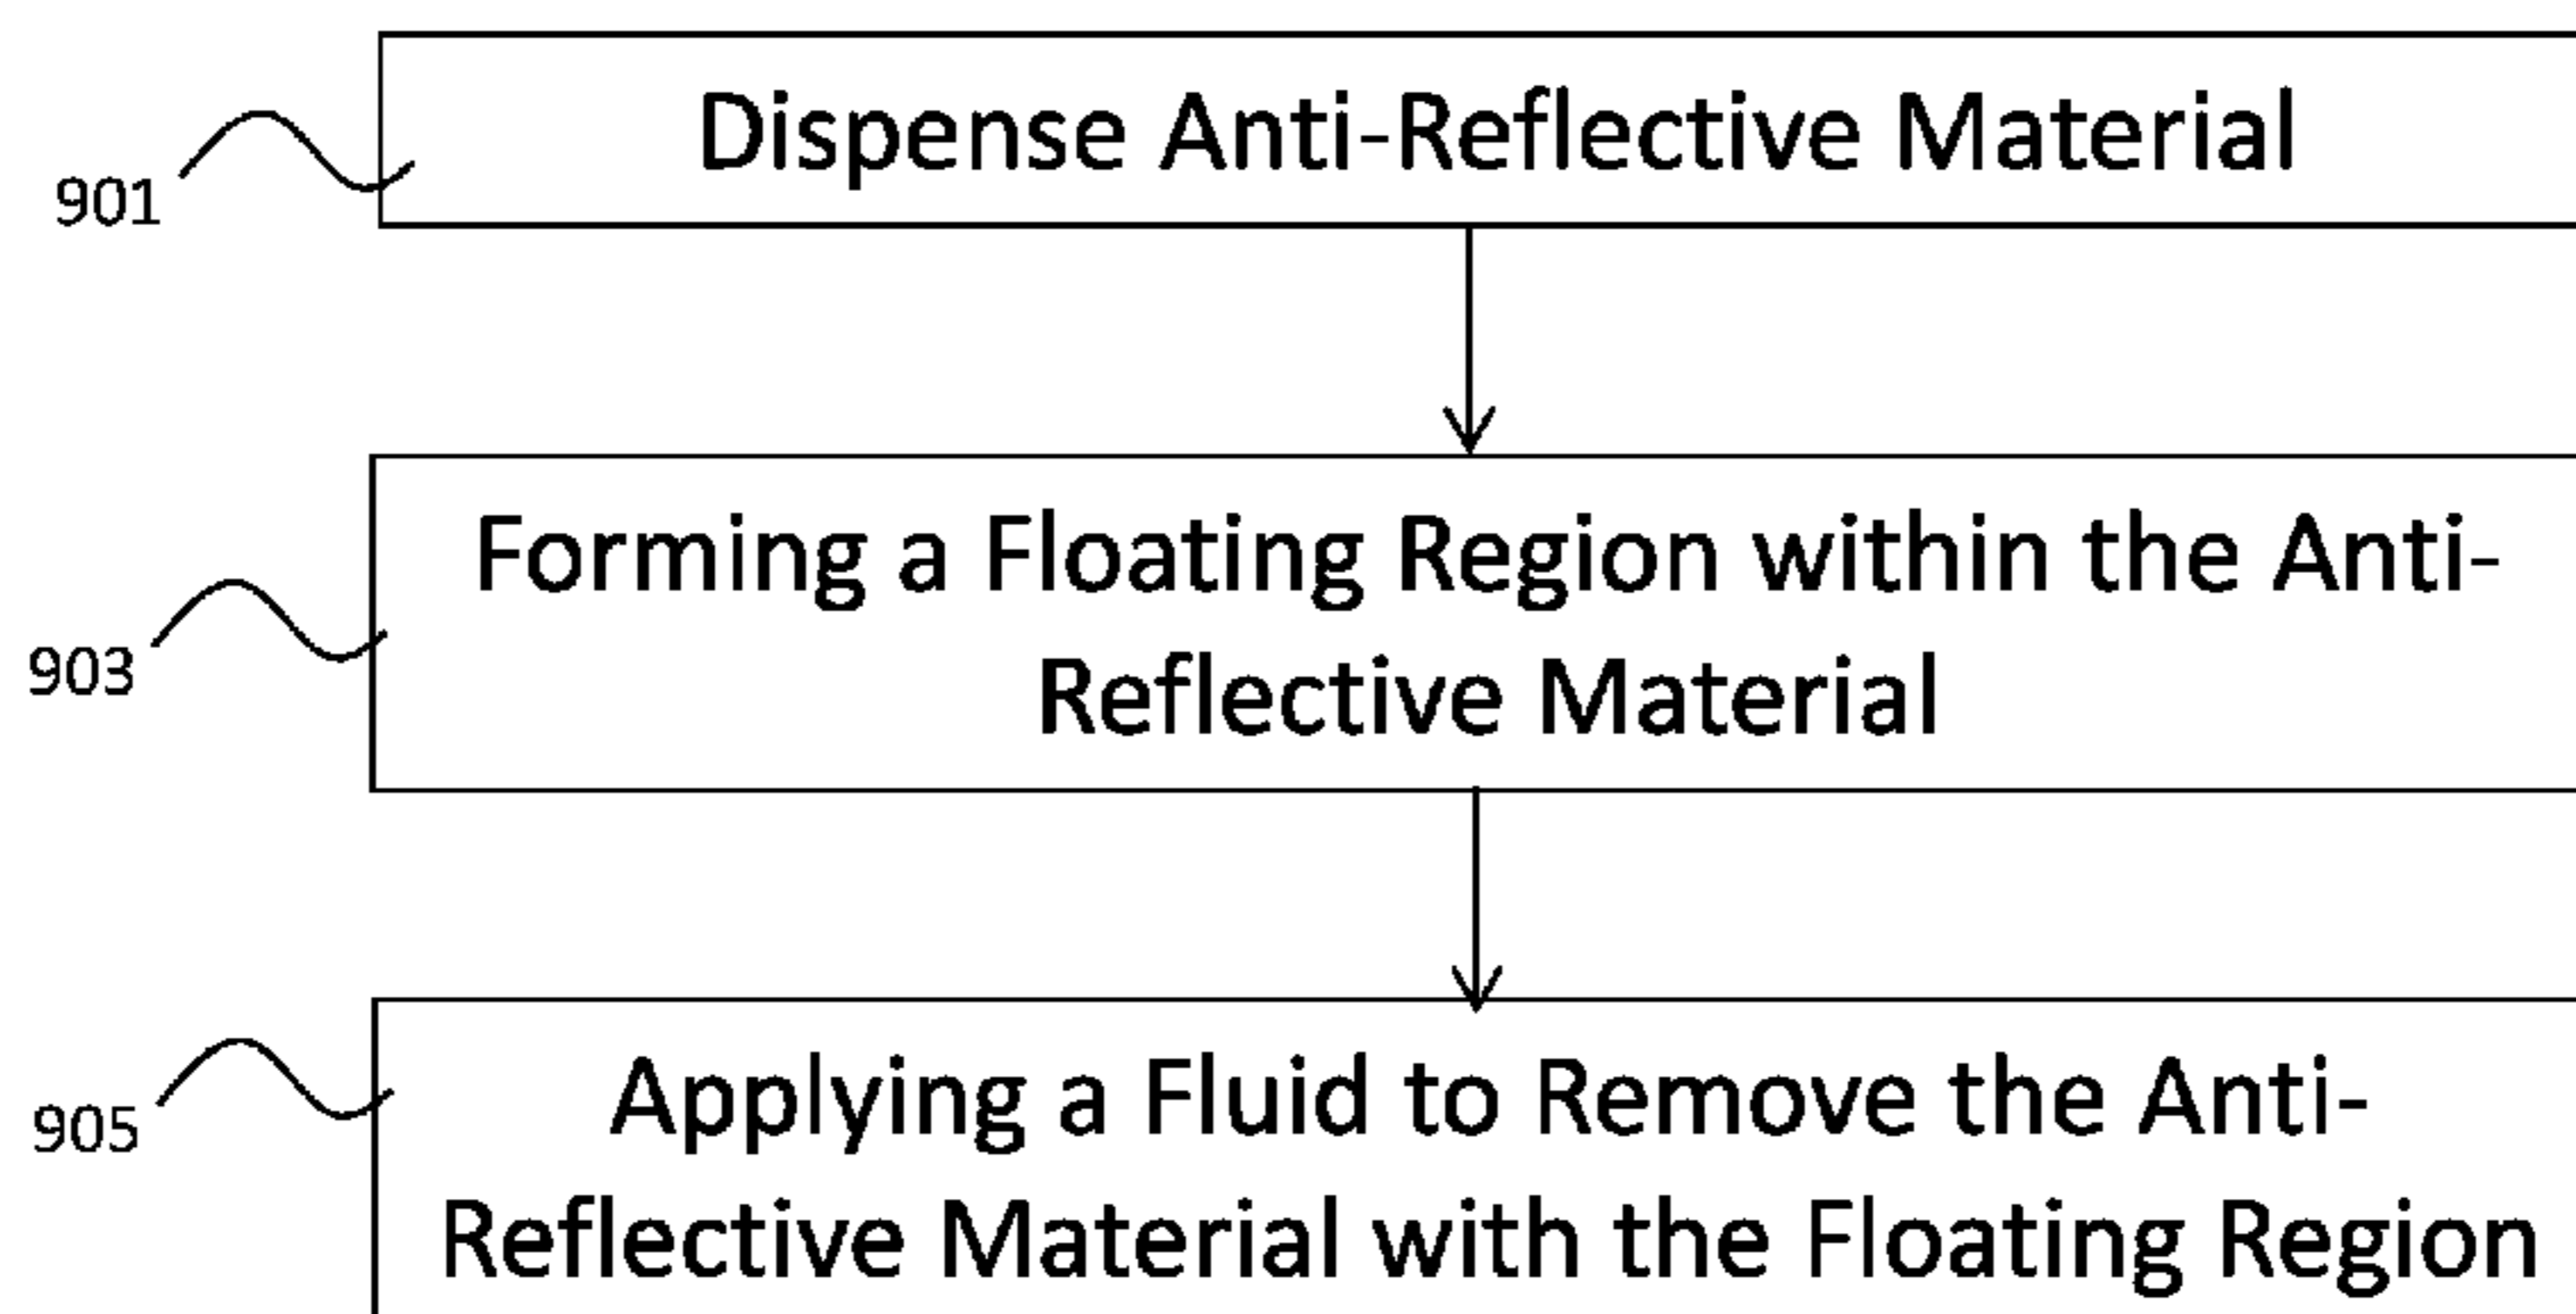 Dispense Anti-Reflective Material
901
Forming a Floating Region within the Anti-
Reflective Material
903
Applying a Fluid to Remove the Anti-
Reflective Material with the Floating Region
905